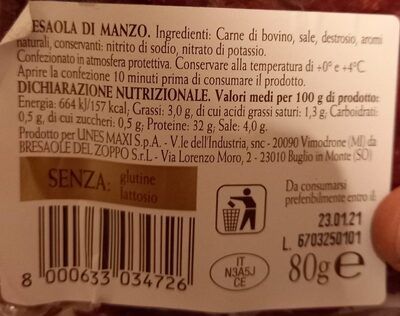 ESAOLA DI MANZO. Ingredienti: Carne di bovino, sale, destrosio, aromi
naturali, conservanti: nitrito di sodio, nitrato di potassio.
Confezionato in atmosfera protettiva. Conservare alla temperatura di +0° e +4°C.
Aprire la confezione 10 minuti prima di consumare il prodotto.
DICHIARAZIONE NUTRIZIONALE. Valori medi per 100 g di prodotto:
Energia: 664 kJ/157 kcal; Grassi: 3,0 g, di cui acidi grassi saturi: 1,3 g; Carboidrati:
0,5 g, di cui zuccheri: 0,5 g; Proteine: 32 g; Sale: 4,0 g.
Prodotto per UNES MAXI S.p.A. - V.le dell'Industria, snc - 20090 Vimodrone (MI) da
BRESAOLE DEL ZOPPO S.r.L - Via Lorenzo Moro, 2 - 23010 Buglio in Monte (SO)
SENZA: glutine
lattosio
Da consumarsi
preferibilmente entro il:
23.01.21
L. 6703250101
IT
N3A5J
CE
80g e
8 000633 034726